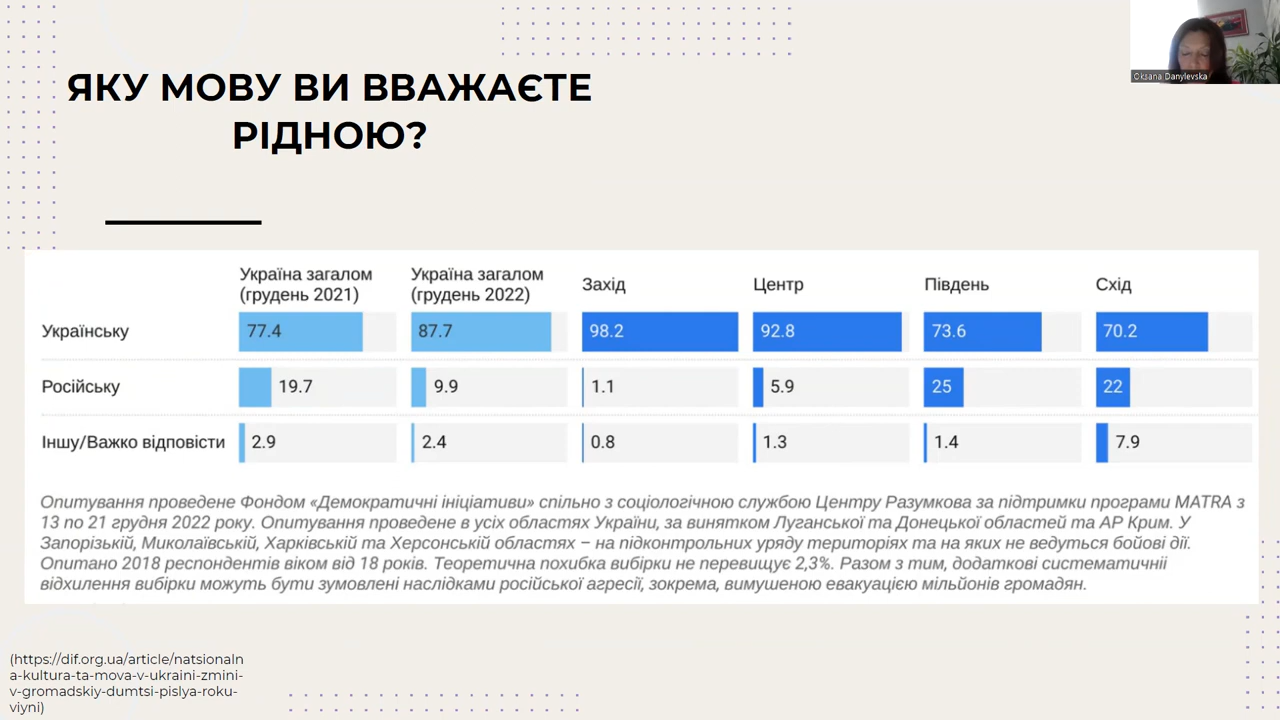 ЯКУ МОВУ ВИ ВВАЖАЄТЕ
РІДНОЮ?
Oksana Danylevska
Україна загалом (грудень 2021)
Україна загалом (грудень 2022)
Захід
Центр
Південь
Схід
Українську 77.4 87.7 98.2 92.8 73.6 70.2
Російську 19.7 9.9 1.1 5.9 25 22
Іншу/Важко відповісти 2.9 2.4 0.8 1.3 1.4 7.9
Опитування проведене Фондом «Демократичні ініціативи» спільно з соціологічною службою Центру Разумкова за підтримки програми MATRA з
13 по 21 грудня 2022 року. Опитування проведене в усіх областях України, за винятком Луганської та Донецької областей та АР Крим. У
Запорізькій, Миколаївській, Харківській та Херсонській областях – на підконтрольних уряду територіях та на яких не ведуться бойові дії.
Опитано 2018 респондентів віком від 18 років. Теоретична похибка вибірки не перевищує 2,3%. Разом з тим, додаткові систематичніі
відхилення вибірки можуть бути зумовлені наслідками російської агресії, зокрема, вимушеною евакуацією мільйонів громадян.
(https://dif.org.ua/article/natsionaln
a-kultura-ta-mova-v-ukraini-zmini-
v-gromadskiy-dumtsi-pislya-roku-
viyni)